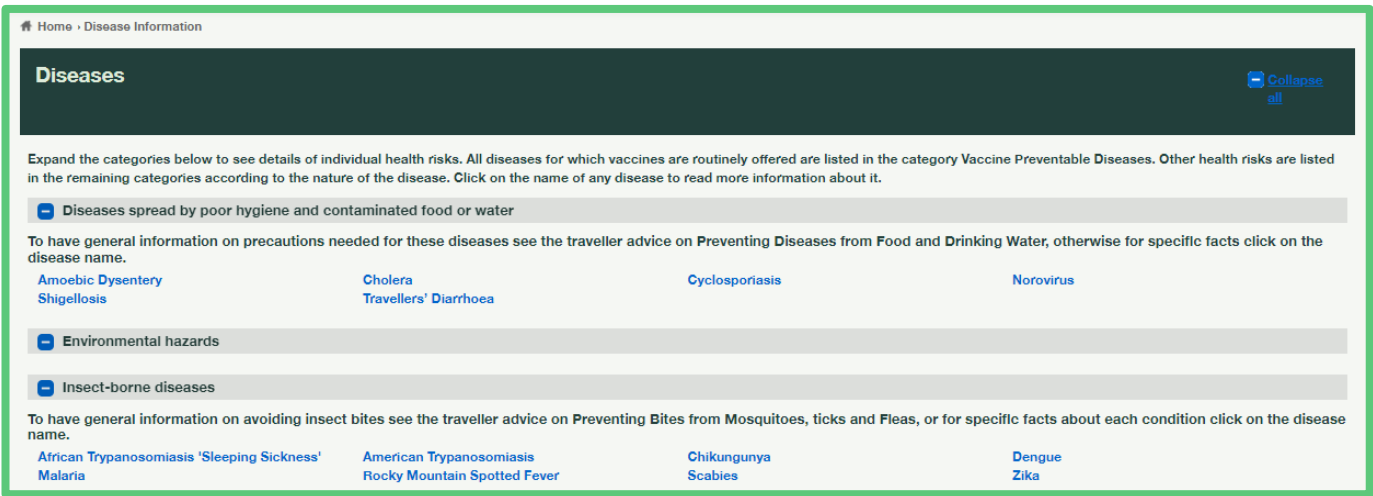 Home › Disease Information
Diseases
Collapse
all
Expand the categories below to see details of individual health risks. All diseases for which vaccines are routinely offered are listed in the category Vaccine Preventable Diseases. Other health risks are listed
in the remaining categories according to the nature of the disease. Click on the name of any disease to read more information about it.
Diseases spread by poor hygiene and contaminated food or water
To have general information on precautions needed for these diseases see the traveller advice on Preventing Diseases from Food and Drinking Water, otherwise for specific facts click on the
disease name.
Amoebic Dysentery Cholera Cyclosporiasis Norovirus
Shigellosis Travellers' Diarrhoea
Environmental hazards
Insect-borne diseases
To have general information on avoiding insect bites see the traveller advice on Preventing Bites from Mosquitoes, ticks and Fleas, or for specific facts about each condition click on the disease
name.
African Trypanosomiasis 'Sleeping Sickness' American Trypanosomiasis Chikungunya Dengue
Malaria Rocky Mountain Spotted Fever Scabies Zika